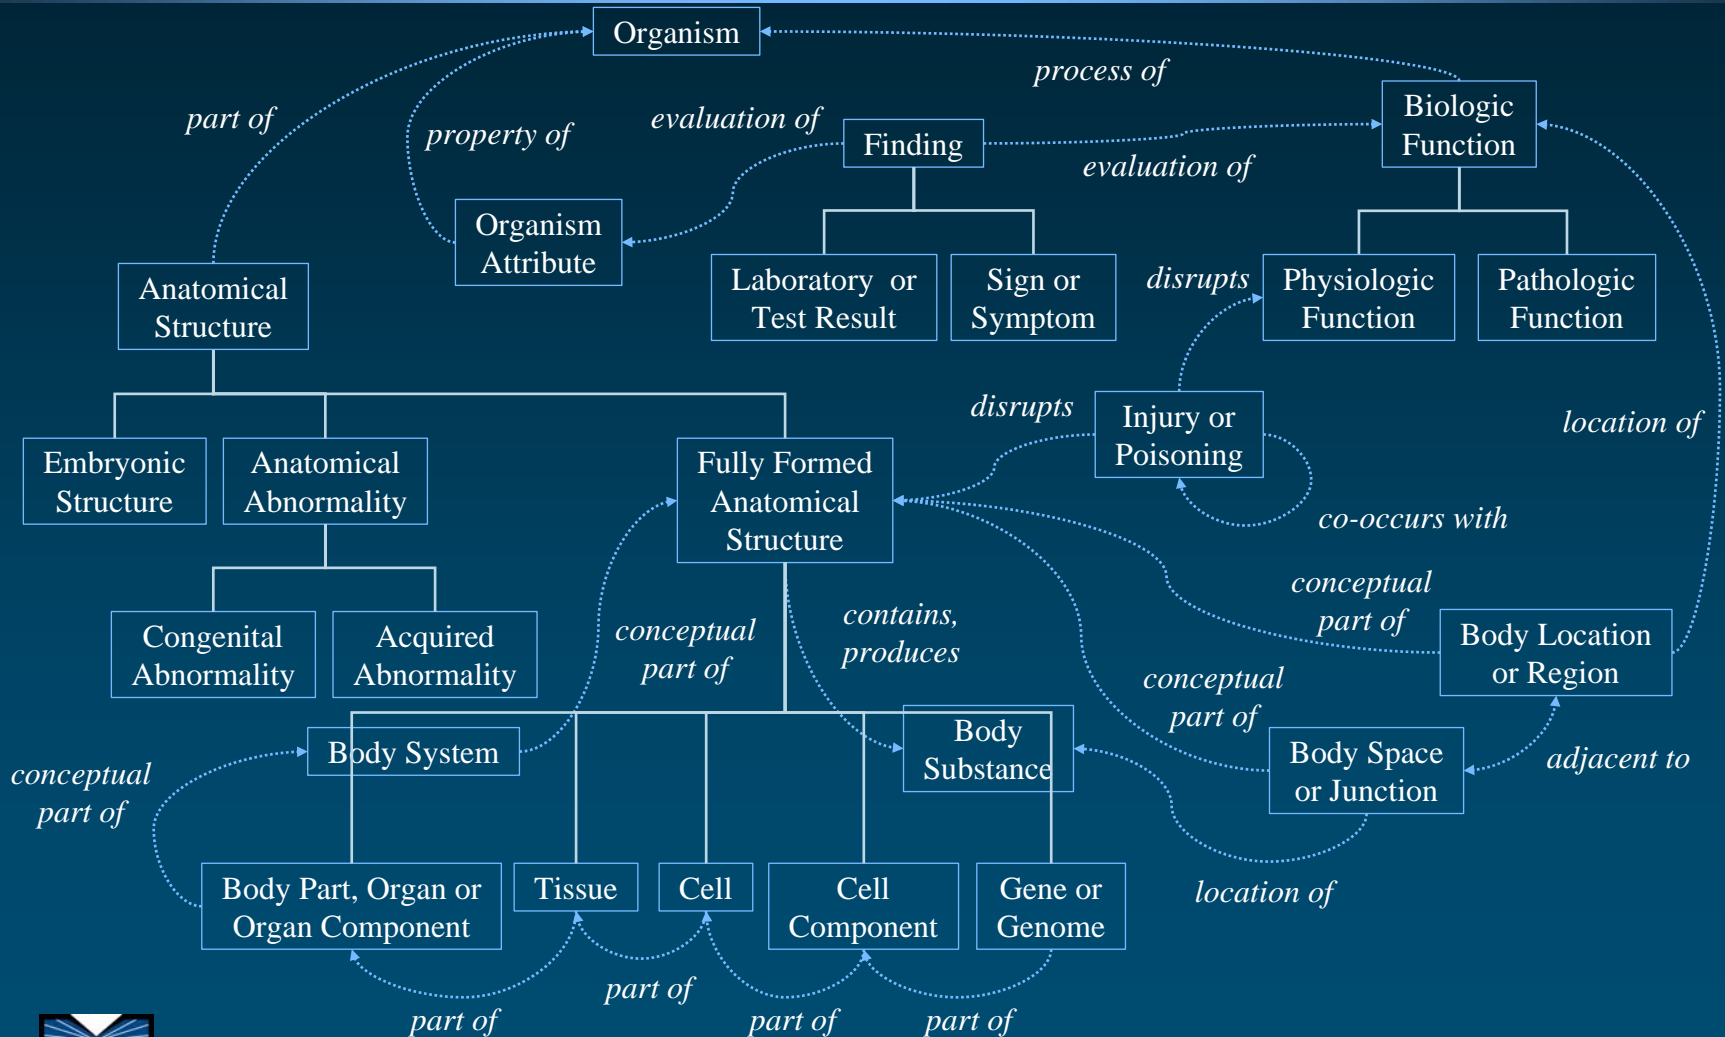 Organism
process of
part of
property of
evaluation of
Finding
evaluation of
Biologic
Function
Organism
Attribute
Anatomical
Structure
Laboratory or
Test Result
Sign or
Symptom
disrupts
Physiologic
Function
Pathologic
Function
disrupts
Injury or
Poisoning
location of
Embryonic
Structure
Anatomical
Abnormality
Fully Formed
Anatomical
Structure
co-occurs with
Congenital
Abnormality
Acquired
Abnormality
conceptual
part of
contains,
produces
conceptual
part of
Body Location
or Region
conceptual
part of
Body System
Body
Substance
Body Space
or Junction
adjacent to
conceptual
part of
Body Part, Organ or
Organ Component
Tissue
Cell
Cell
Component
Gene or
Genome
location of
part of
part of
part of
part of